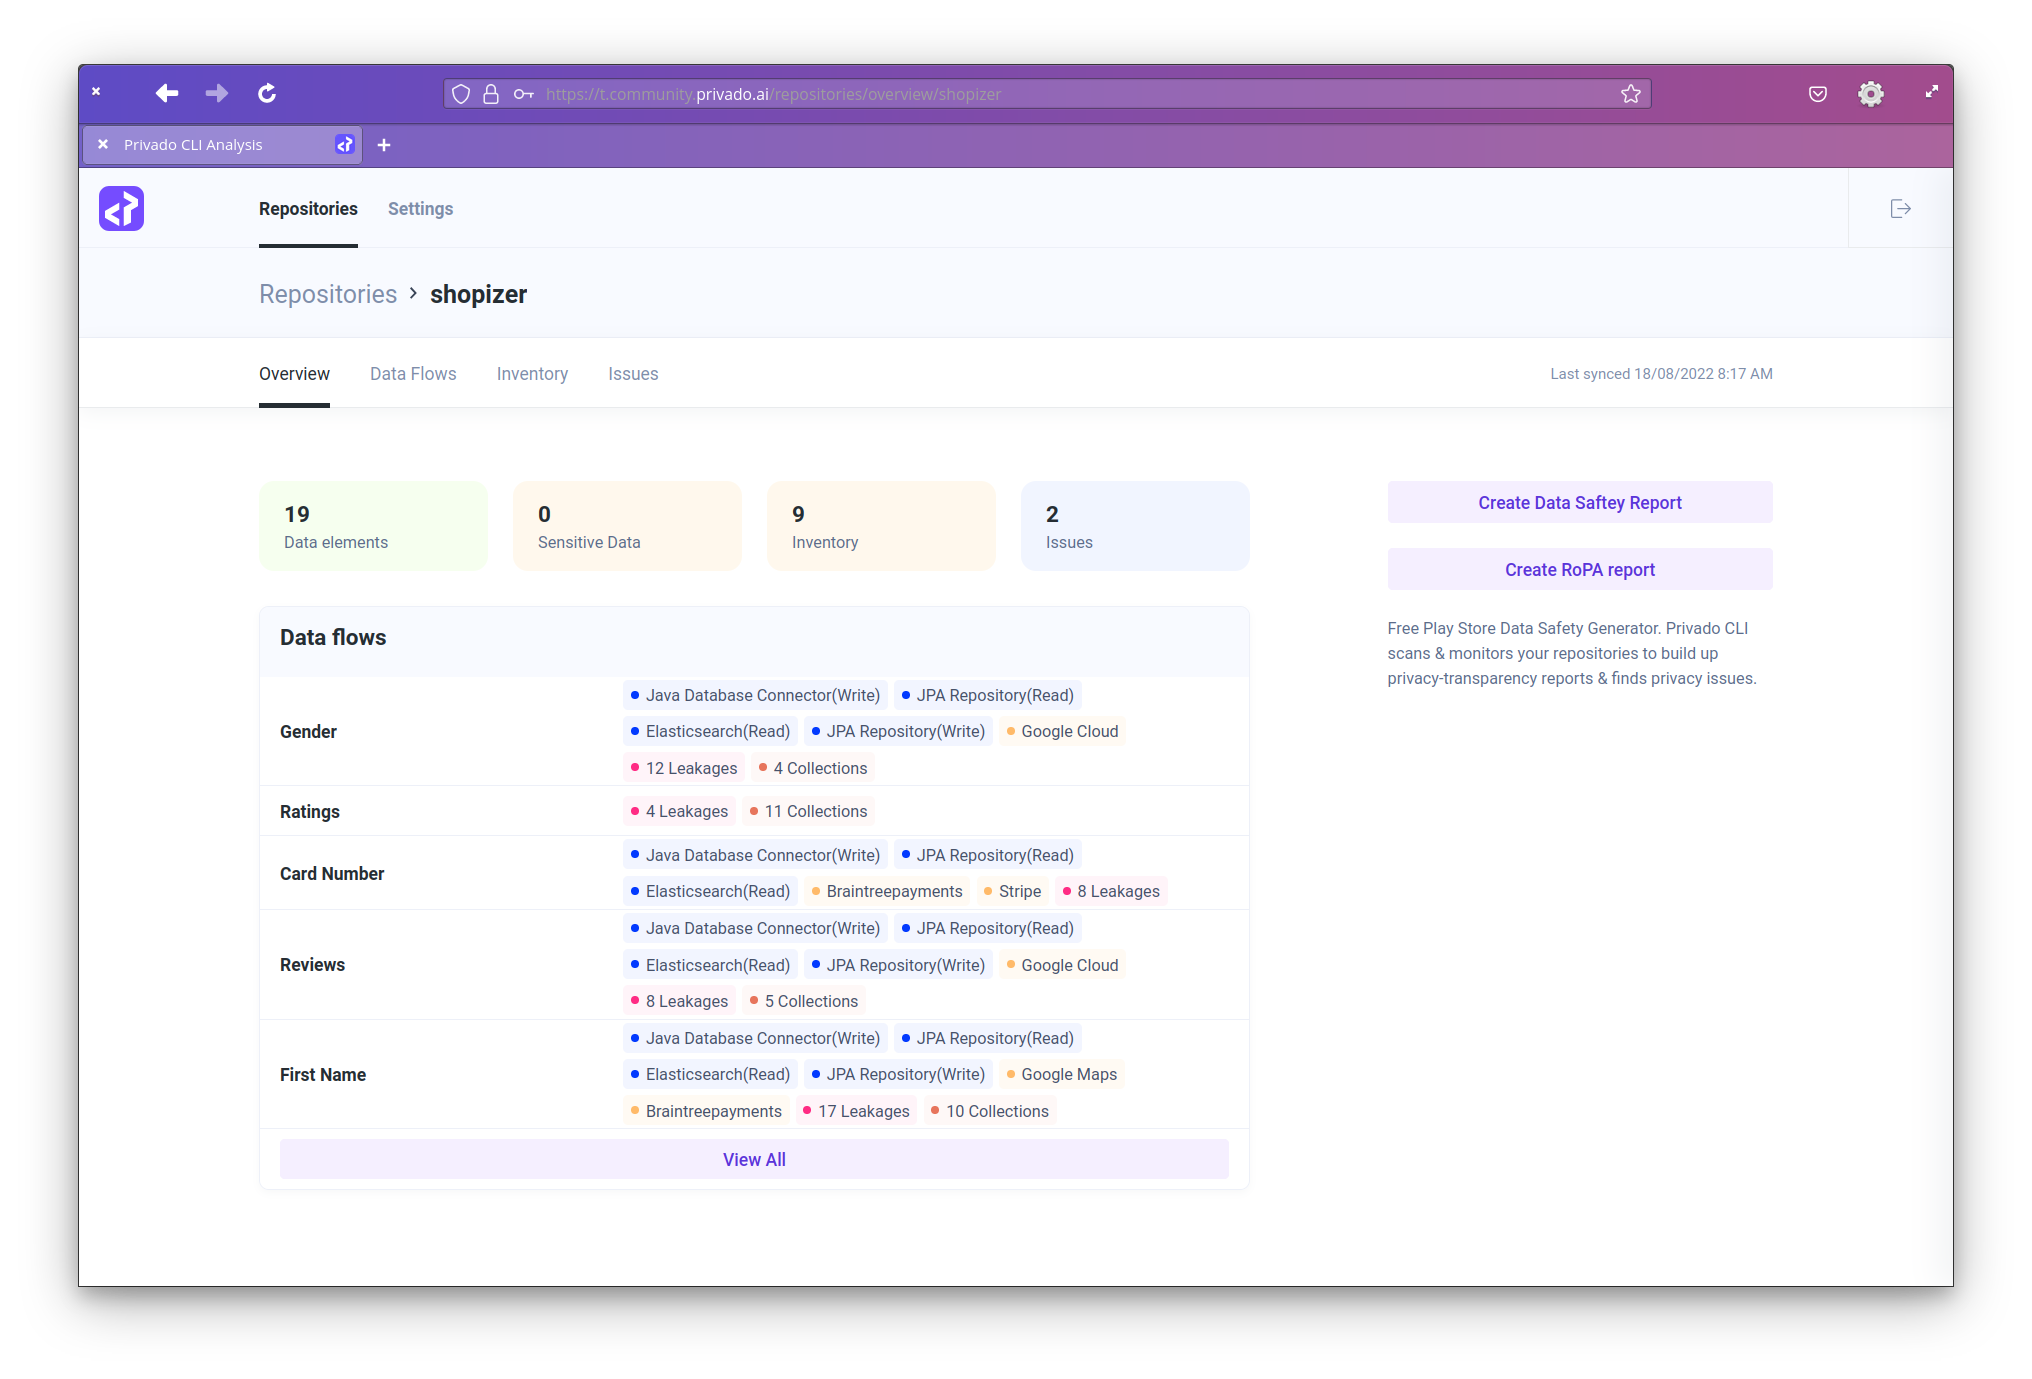 https://t.community.privado.ai/repositories/overview/shopizer
Privado CLI Analysis
Repositories Settings
Repositories > shopizer
Overview Data Flows Inventory Issues Last synced 18/08/2022 8:17 AM
19 0 9 2
Data elements Sensitive Data Inventory Issues
Create Data Saftey Report
Create RoPA report
Free Play Store Data Safety Generator. Privado CLI
scans & monitors your repositories to build up
privacy-transparency reports & finds privacy issues.
Data flows
Gender
Java Database Connector(Write) JPA Repository(Read)
Elasticsearch(Read) JPA Repository(Write) Google Cloud
12 Leakages 4 Collections
Ratings
4 Leakages 11 Collections
Card Number
Java Database Connector(Write) JPA Repository(Read)
Elasticsearch(Read) Braintreepayments Stripe 8 Leakages
Reviews
Java Database Connector(Write) JPA Repository(Read)
Elasticsearch(Read) JPA Repository(Write) Google Cloud
8 Leakages 5 Collections
First Name
Java Database Connector(Write) JPA Repository(Read)
Elasticsearch(Read) JPA Repository(Write) Google Maps
Braintreepayments 17 Leakages 10 Collections
View All